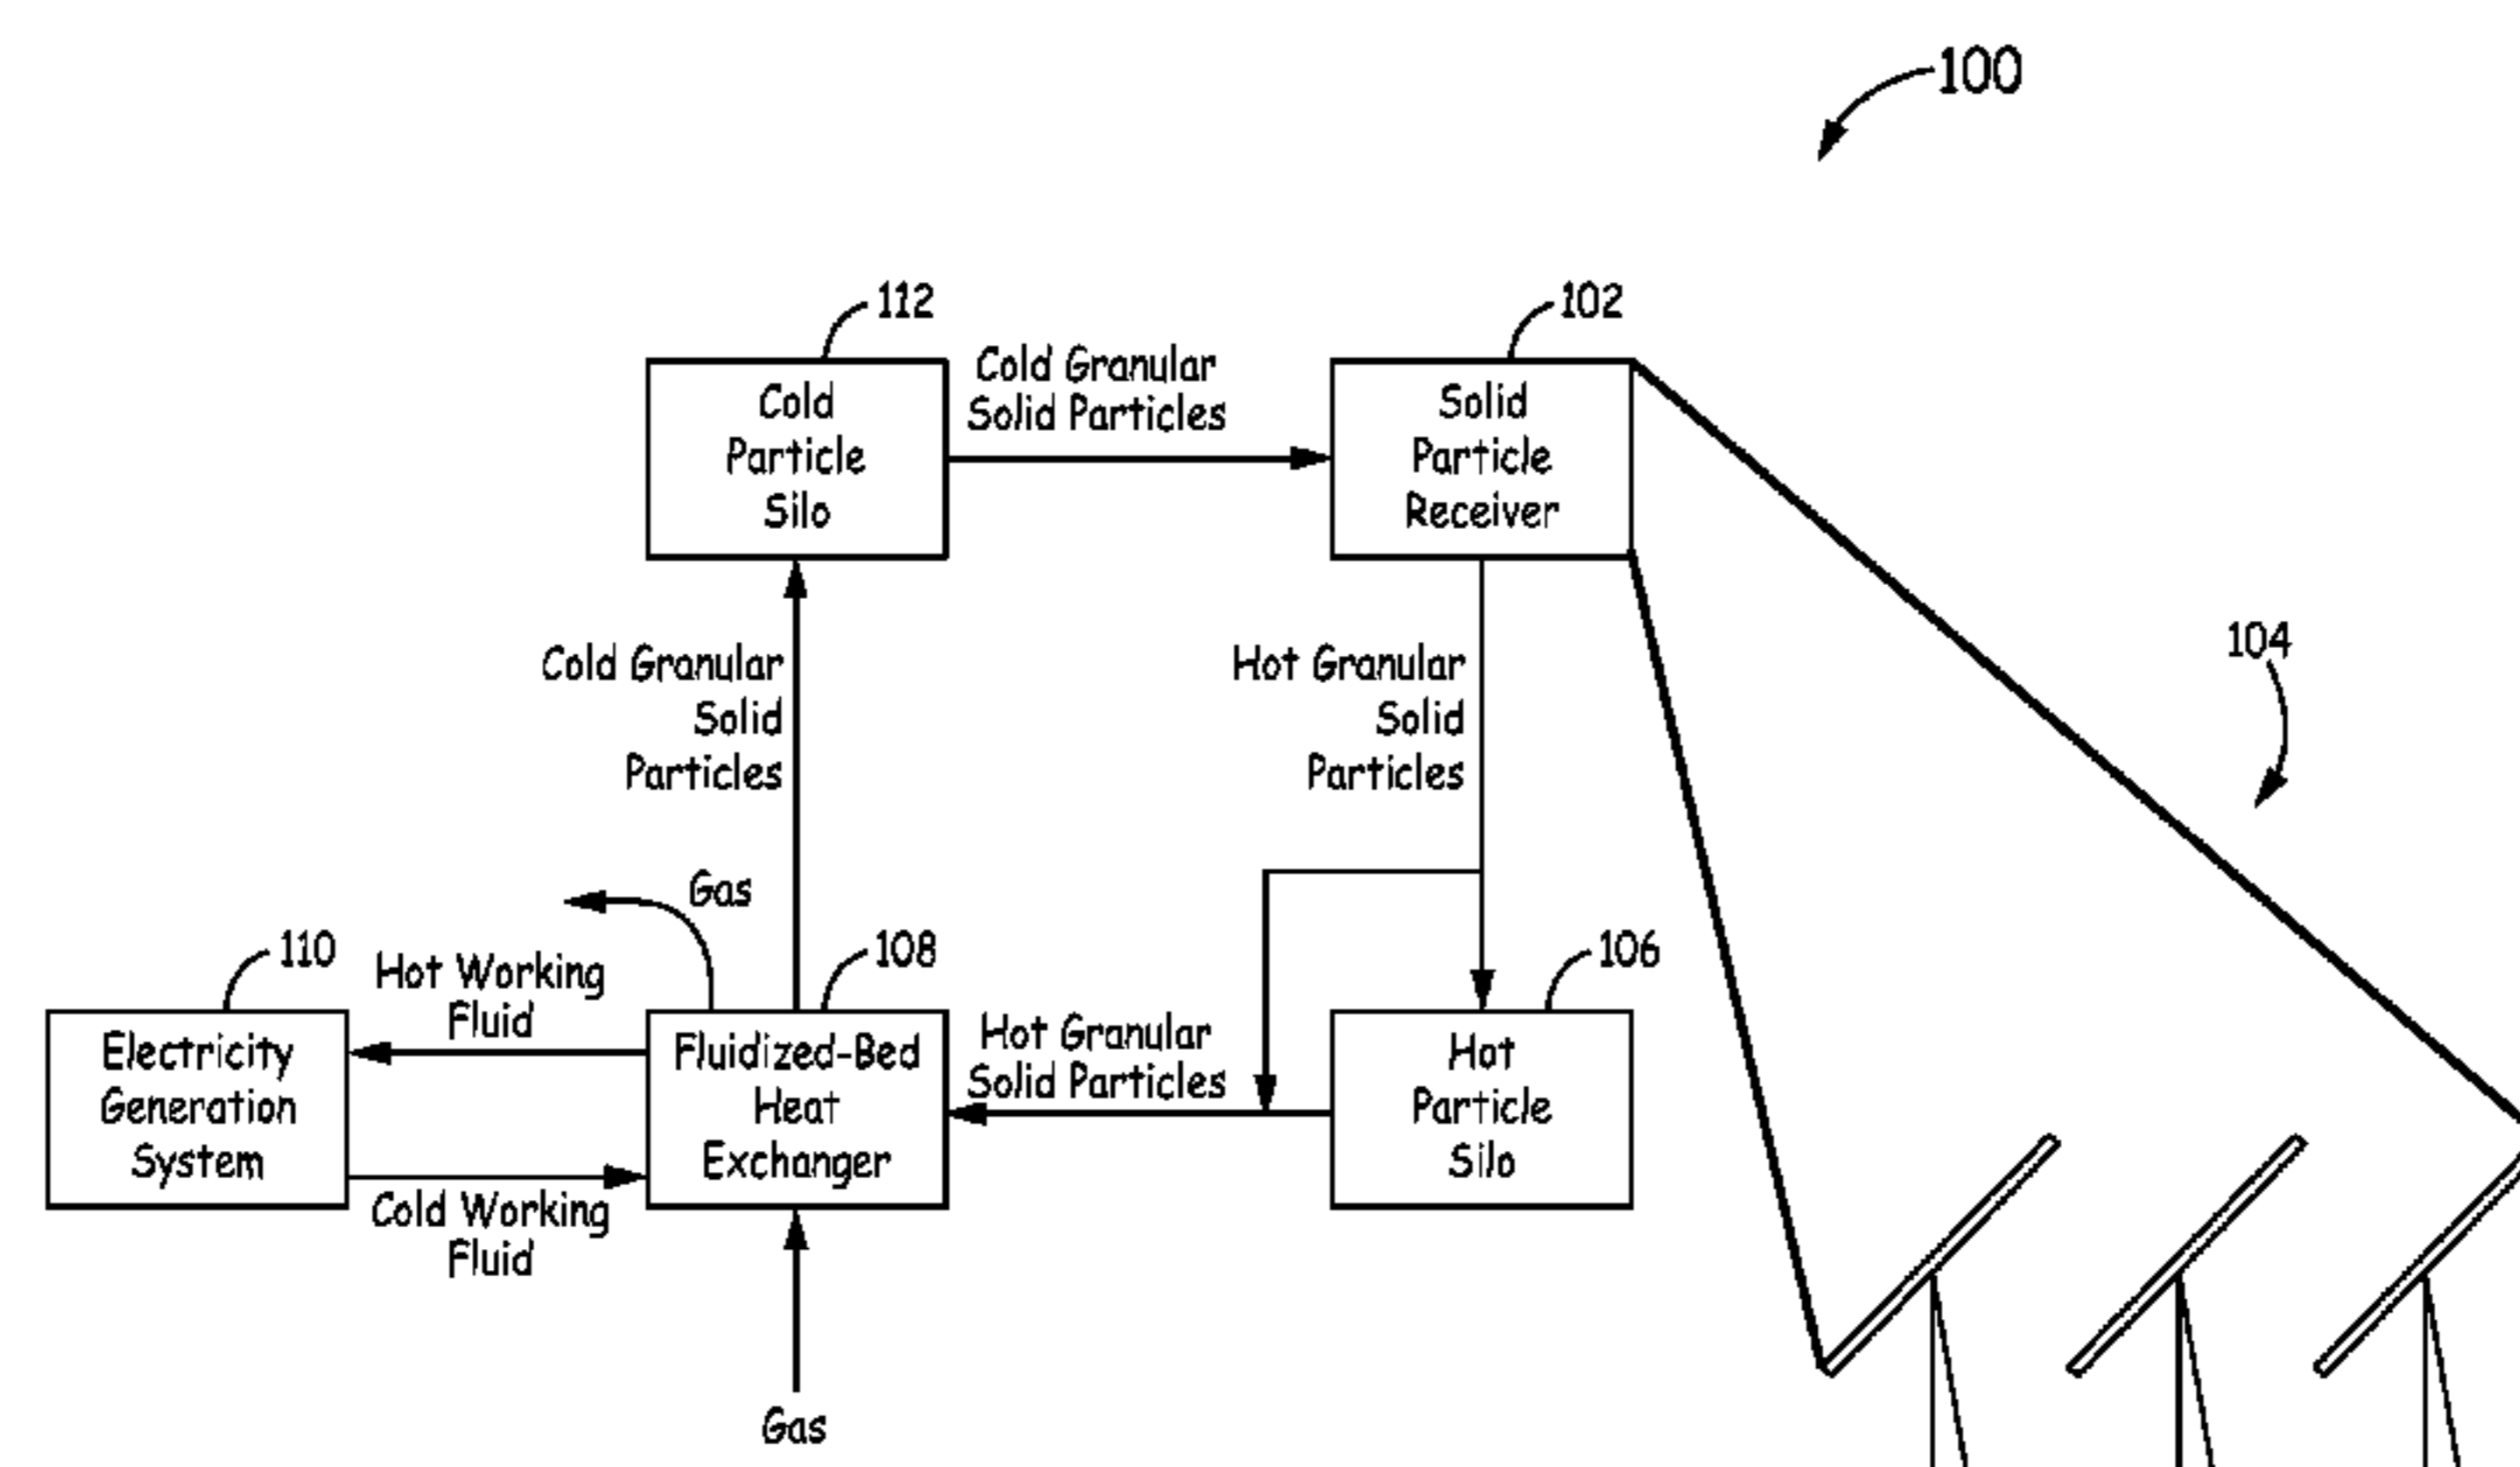 100
112
102
Cold Granular
Solid Particles
Cold
Particle
Silo
Solid
Particle
Receiver
104
Cold Granular
Solid
Particles
Hot Granular
Solid
Particles
Gas
110
Hot Working
Fluid
108
106
Electricity
Generation
System
Fluidized-Bed
Heat
Exchanger
Hot Granular
Solid Particles
Hot
Particle
Silo
Cold Working
Fluid
Gas